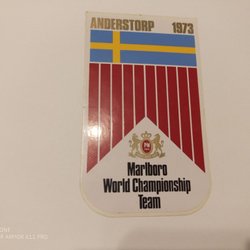 ANDERSTORP 1973
Marlboro
World Championship
Team